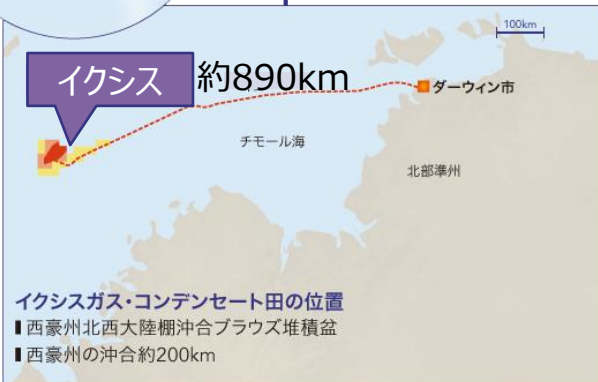 100km
イクシス
約890km
ダーウィン市
チモール海
北部準州
イクシスガス・コンデンセート田の位置
▮西豪州北西大陸棚沖合ブラウズ堆積盆
▮西豪州の沖合約200km